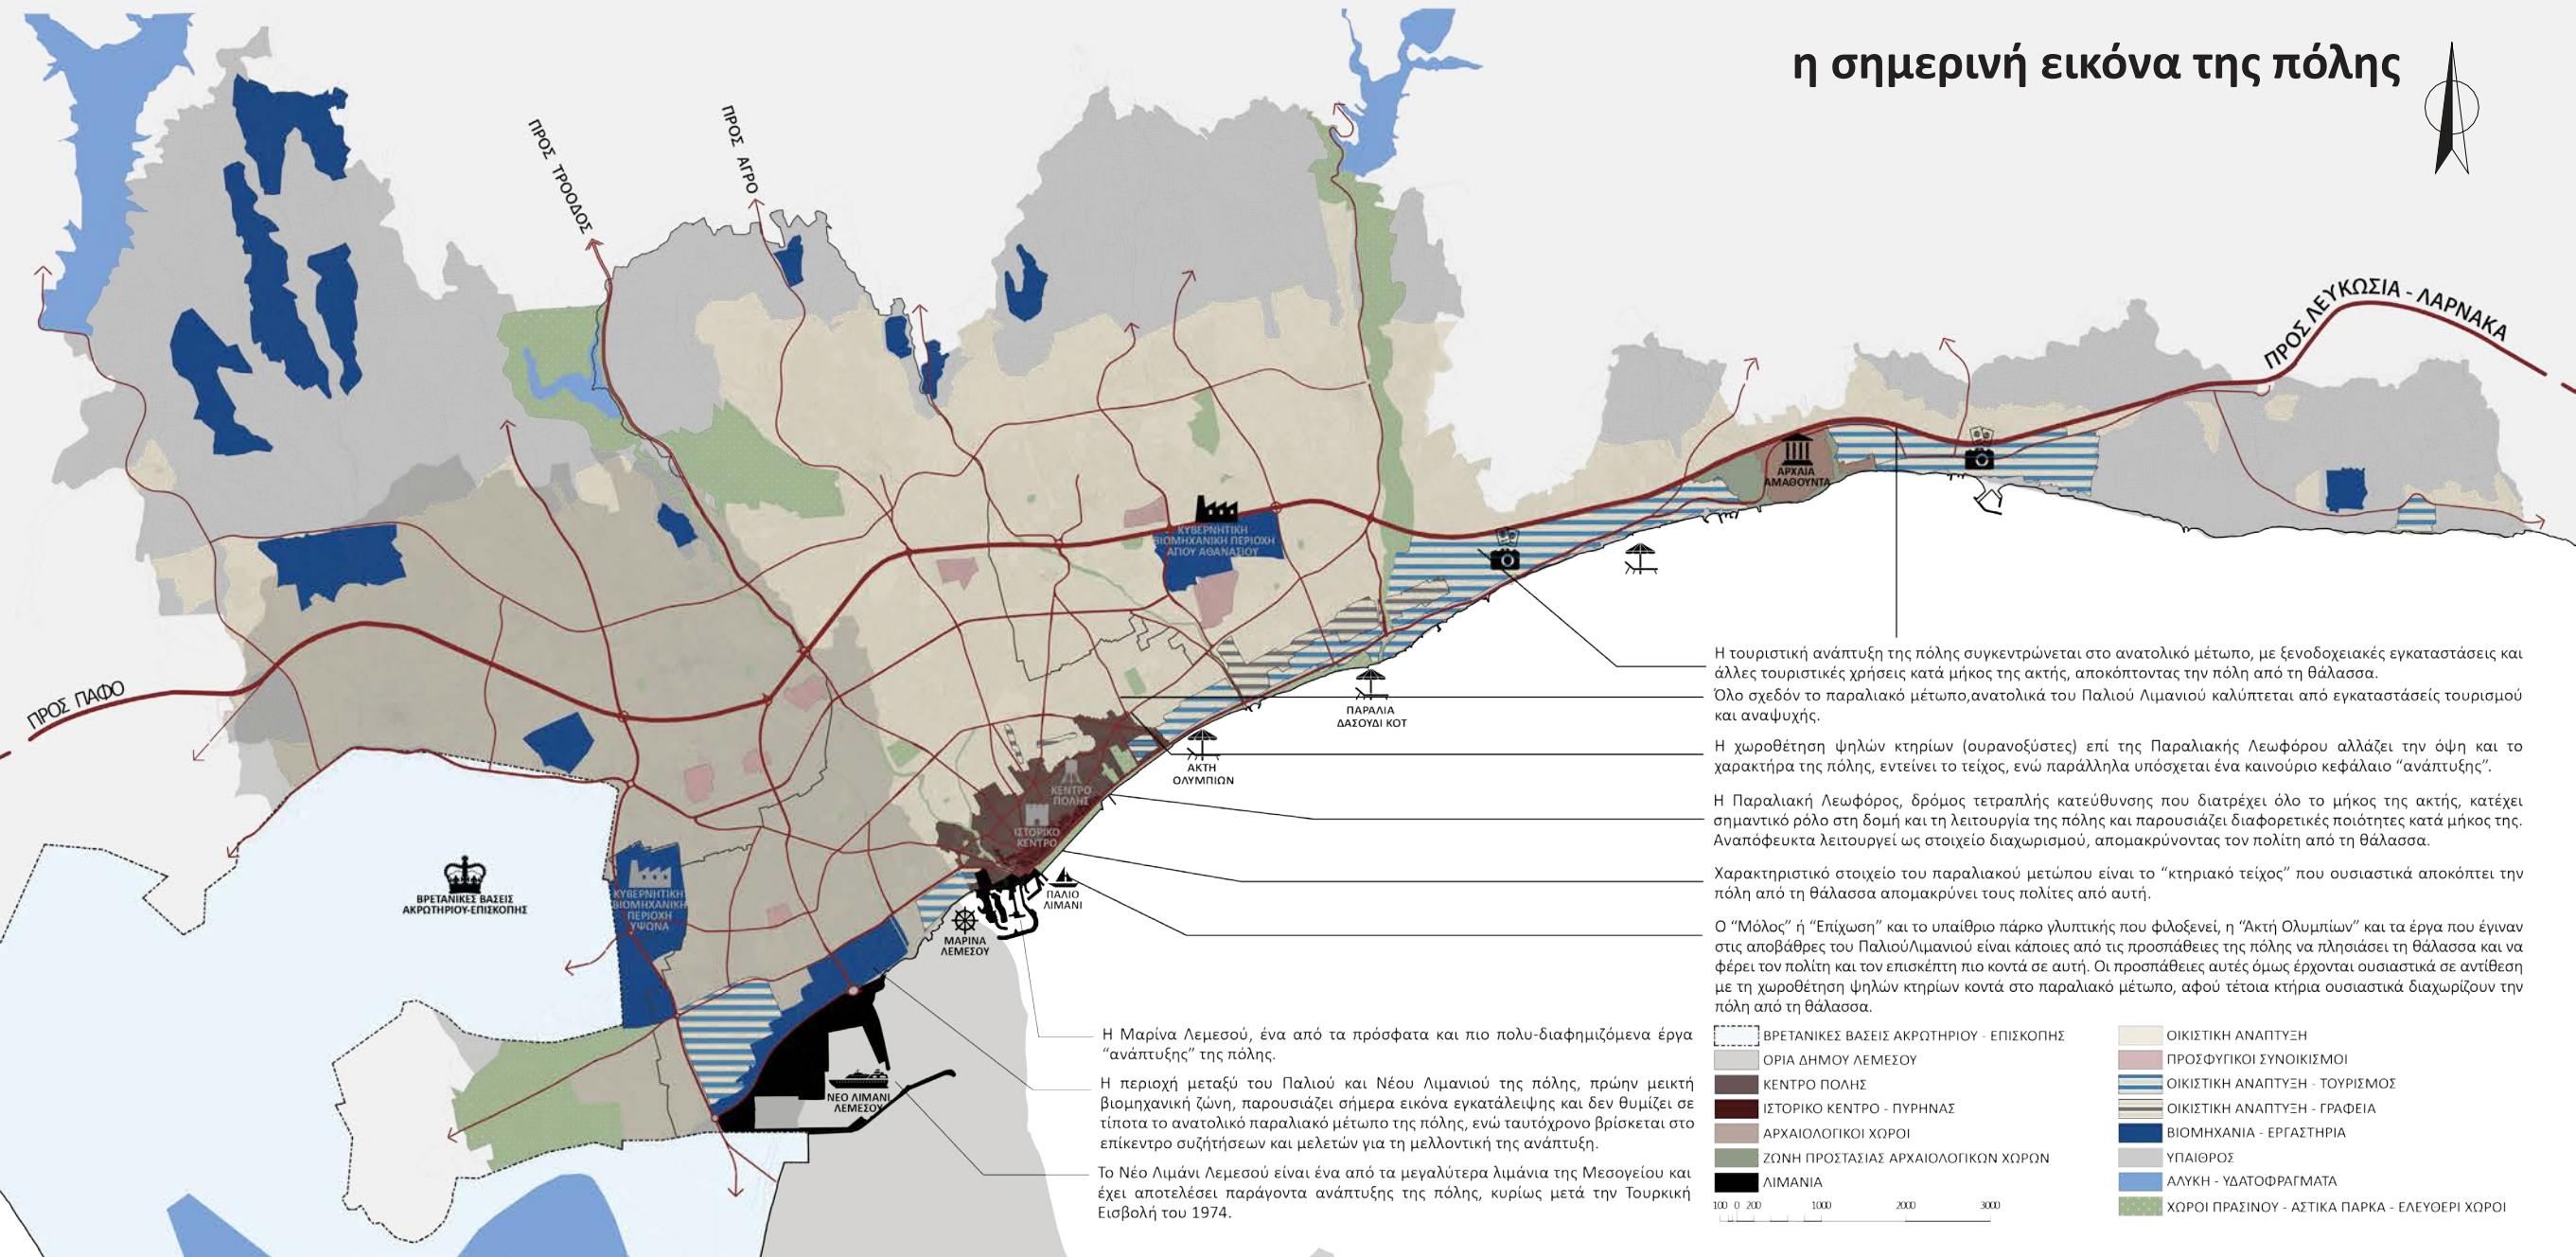 η σημερινή εικόνα της πόλης
ΠΡΟΣ ΤΡΟΟΔΟΣ
ΠΡΟΣ ΑΓΡΟ
ΠΡΟΣ ΛΕΥΚΩΣΙΑ - ΛΑΡΝΑΚΑ
ΠΡΟΣ ΠΑΦΟ
ΑΡΧΑΙΑ
ΑΜΑΘΟΥΝΤΑ
ΚΥΒΕΡΝΗΤΙΚΗ
ΒΙΟΜΗΧΑΝΙΚΗ ΠΕΡΙΟΧΗ
ΑΓΙΟΥ ΑΘΑΝΑΣΙΟΥ
ΠΑΡΑΛΙΑ
ΔΑΣΟΥΔΙ ΚΟΤ
ΑΚΤΗ
ΟΛΥΜΠΙΩΝ
ΚΕΝΤΡΟ
ΠΟΛΗΣ
ΙΣΤΟΡΙΚΟ
ΚΕΝΤΡΟ
ΠΑΛΙΟ
ΛΙΜΑΝΙ
ΜΑΡΙΝΑ
ΛΕΜΕΣΟΥ
ΒΡΕΤΑΝΙΚΕΣ ΒΑΣΕΙΣ
ΑΚΡΩΤΗΡΙΟΥ-ΕΠΙΣΚΟΠΗΣ
ΚΥΒΕΡΝΗΤΙΚΗ
ΒΙΟΜΗΧΑΝΙΚΗ
ΠΕΡΙΟΧΗ
ΥΨΩΝΑ
ΝΕΟ ΛΙΜΑΝΙ
ΛΕΜΕΣΟΥ
Η τουριστική ανάπτυξη της πόλης συγκεντρώνεται στο ανατολικό μέτωπο, με ξενοδοχειακές εγκαταστάσεις και
άλλες τουριστικές χρήσεις κατά μήκος της ακτής, αποκόπτοντας την πόλη από τη θάλασσα.
Όλο σχεδόν το παραλιακό μέτωπο,ανατολικά του Παλιού Λιμανιού καλύπτεται από εγκαταστάσείς τουρισμού
και αναψυχής.
Η χωροθέτηση ψηλών κτηρίων (ουρανοξύστες) επί της Παραλιακής Λεωφόρου αλλάζει την όψη και το
χαρακτήρα της πόλης, εντείνει το τείχος, ενώ παράλληλα υπόσχεται ένα καινούριο κεφάλαιο “ανάπτυξης”.
Η Παραλιακή Λεωφόρος, δρόμος τετραπλής κατεύθυνσης που διατρέχει όλο το μήκος της ακτής, κατέχει
σημαντικό ρόλο στη δομή και τη λειτουργία της πόλης και παρουσιάζει διαφορετικές ποιότητες κατά μήκος της.
Αναπόφευκτα λειτουργεί ως στοιχείο διαχωρισμού, απομακρύνοντας τον πολίτη από τη θάλασσα.
Χαρακτηριστικό στοιχείο του παραλιακού μετώπου είναι το “κτηριακό τείχος” που ουσιαστικά αποκόπτει την
πόλη από τη θάλασσα απομακρύνει τους πολίτες από αυτή.
Ο “Μόλος” ή “Επίχωση” και το υπαίθριο πάρκο γλυπτικής που φιλοξενεί, η “Ακτή Ολυμπίων” και τα έργα που έγιναν
στις αποβάθρες του ΠαλιούΛιμανιού είναι κάποιες από τις προσπάθειες της πόλης να πλησιάσει τη θάλασσα και να
φέρει τον πολίτη και τον επισκέπτη πιο κοντά σε αυτή. Οι προσπάθειες αυτές όμως έρχονται ουσιαστικά σε αντίθεση
με τη χωροθέτηση ψηλών κτηρίων κοντά στο παραλιακό μέτωπο, αφού τέτοια κτήρια ουσιαστικά διαχωρίζουν την
πόλη από τη θάλασσα.
Η Μαρίνα Λεμεσού, ένα από τα πρόσφατα και πιο πολυ-διαφημιζόμενα έργα
“ανάπτυξης” της πόλης.
Η περιοχή μεταξύ του Παλιού και Νέου Λιμανιού της πόλης, πρώην μεικτή
βιομηχανική ζώνη, παρουσιάζει σήμερα εικόνα εγκατάλειψης και δεν θυμίζει σε
τίποτα το ανατολικό παραλιακό μέτωπο της πόλης, ενώ ταυτόχρονο βρίσκεται στο
επίκεντρο συζήτήσεων και μελετών για τη μελλοντική της ανάπτυξη.
Το Νέο Λιμάνι Λεμεσού είναι ένα από τα μεγαλύτερα λιμάνια της Μεσογείου και
έχει αποτελέσει παράγοντα ανάπτυξης της πόλης, κυρίως μετά την Τουρκική
Εισβολή του 1974.
ΒΡΕΤΑΝΙΚΕΣ ΒΑΣΕΙΣ ΑΚΡΩΤΗΡΙΟΥ - ΕΠΙΣΚΟΠΗΣ
ΟΡΙΑ ΔΗΜΟΥ ΛΕΜΕΣΟΥ
ΚΕΝΤΡΟ ΠΟΛΗΣ
ΙΣΤΟΡΙΚΟ ΚΕΝΤΡΟ - ΠΥΡΗΝΑΣ
ΑΡΧΑΙΟΛΟΓΙΚΟΙ ΧΩΡΟΙ
ΖΩΝΗ ΠΡΟΣΤΑΣΙΑΣ ΑΡΧΑΙΟΛΟΓΙΚΩΝ ΧΩΡΩΝ
ΛΙΜΑΝΙΑ
100 0 200 1000 2000 3000
ΟΙΚΙΣΤΙΚΗ ΑΝΑΠΤΥΞΗ
ΠΡΟΣΦΥΓΙΚΟΙ ΣΥΝΟΙΚΙΣΜΟΙ
ΟΙΚΙΣΤΙΚΗ ΑΝΑΠΤΥΞΗ - ΤΟΥΡΙΣΜΟΣ
ΟΙΚΙΣΤΙΚΗ ΑΝΑΠΤΥΞΗ - ΓΡΑΦΕΙΑ
ΒΙΟΜΗΧΑΝΙΑ - ΕΡΓΑΣΤΗΡΙΑ
ΥΠΑΙΘΡΟΣ
ΑΛΥΚΗ - ΥΔΑΤΟΦΡΑΓΜΑΤΑ
ΧΩΡΟΙ ΠΡΑΣΙΝΟΥ - ΑΣΤΙΚΑ ΠΑΡΚΑ - ΕΛΕΥΘΕΡΙ ΧΩΡΟΙ